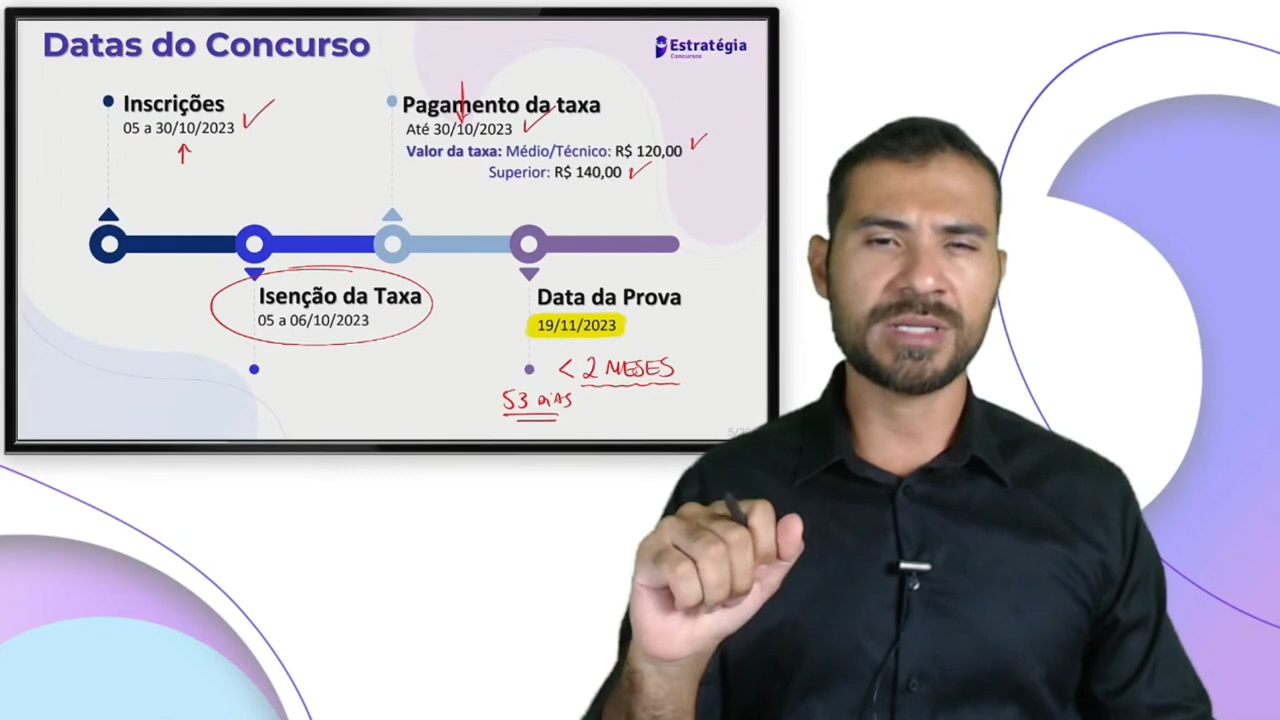 Datas do Concurso
Estratégia
Concursos
Inscrições
05 a 30/10/2023
Pagamento da taxa
Até 30/10/2023
Valor da taxa: Médio/Técnico: R$ 120,00
Superior: R$ 140,00
Isenção da Taxa
05 a 06/10/2023
Data da Prova
19/11/2023
< 2 MESES
53 DIAS